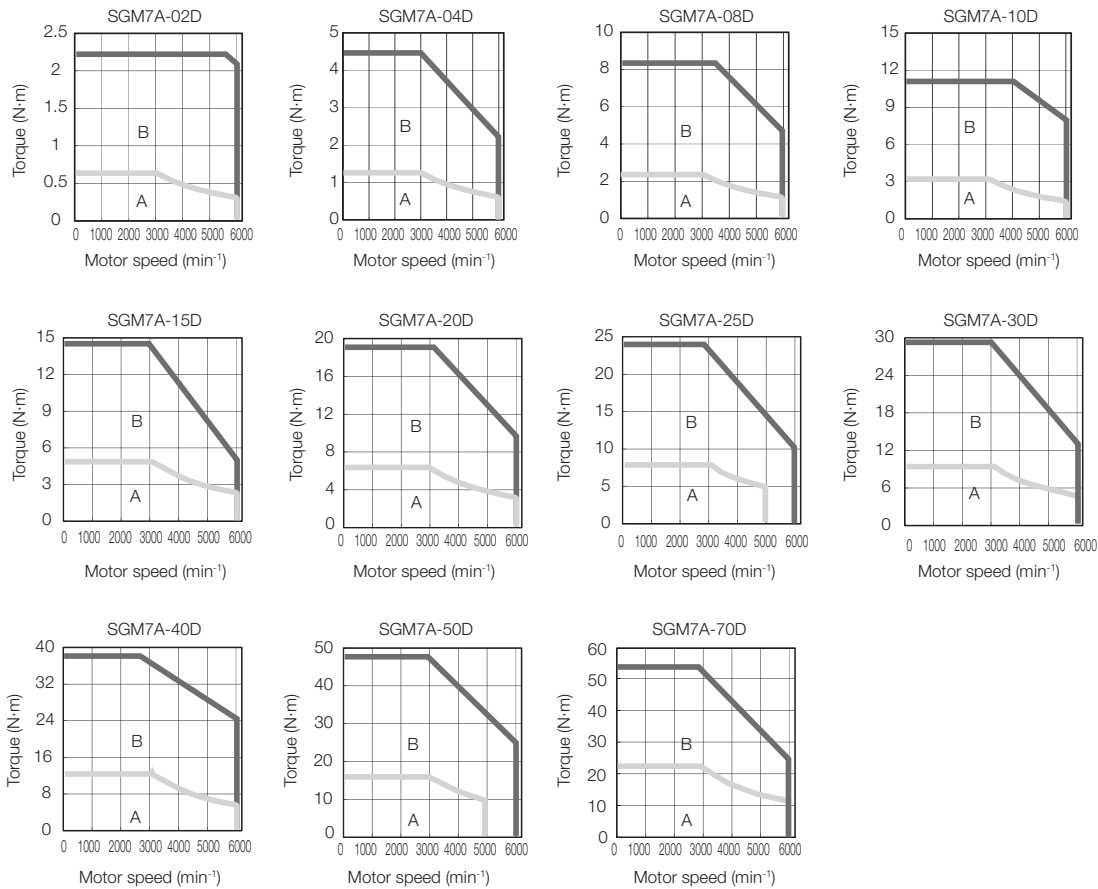 SGM7A-02D
2.5
2
1.5
1
0.5
0
Torque (N·m)
B
A
0 1000 2000 3000 4000 5000 6000
Motor speed (min-1)
SGM7A-04D
5
4
3
2
1
0
Torque (N·m)
B
A
0 1000 2000 3000 4000 5000 6000
Motor speed (min-1)
SGM7A-08D
10
8
6
4
2
0
Torque (N·m)
B
A
0 1000 2000 3000 4000 5000 6000
Motor speed (min-1)
SGM7A-10D
15
12
9
6
3
0
Torque (N·m)
B
A
0 1000 2000 3000 4000 5000 6000
Motor speed (min-1)
SGM7A-15D
15
12
9
6
3
0
Torque (N·m)
B
A
0 1000 2000 3000 4000 5000 6000
Motor speed (min-1)
SGM7A-20D
20
16
12
8
4
0
Torque (N·m)
B
A
0 1000 2000 3000 4000 5000 6000
Motor speed (min-1)
SGM7A-25D
25
20
15
10
5
0
Torque (N·m)
B
A
0 1000 2000 3000 4000 5000 6000
Motor speed (min-1)
SGM7A-30D
30
24
18
12
6
0
Torque (N·m)
B
A
0 1000 2000 3000 4000 5000 6000
Motor speed (min-1)
SGM7A-40D
40
32
24
16
8
0
Torque (N·m)
B
A
0 1000 2000 3000 4000 5000 6000
Motor speed (min-1)
SGM7A-50D
50
40
30
20
10
0
Torque (N·m)
B
A
0 1000 2000 3000 4000 5000 6000
Motor speed (min-1)
SGM7A-70D
60
50
40
30
20
10
0
Torque (N·m)
B
A
0 1000 2000 3000 4000 5000 6000
Motor speed (min-1)